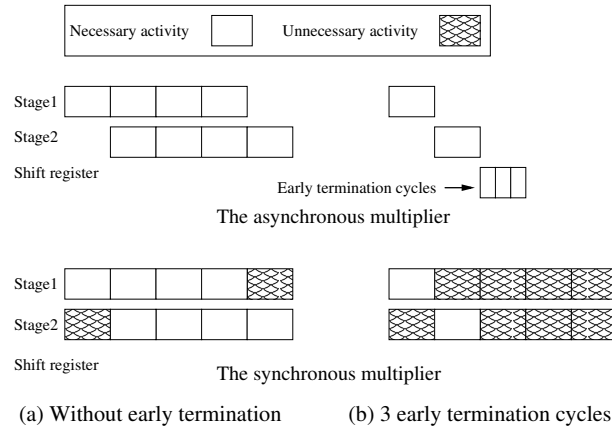 Necessary activity Unnecessary activity
Stage1
Stage2
Shift register
Early termination cycles
The asynchronous multiplier
Stage1
Stage2
Shift register
The synchronous multiplier
(a) Without early termination (b) 3 early termination cycles